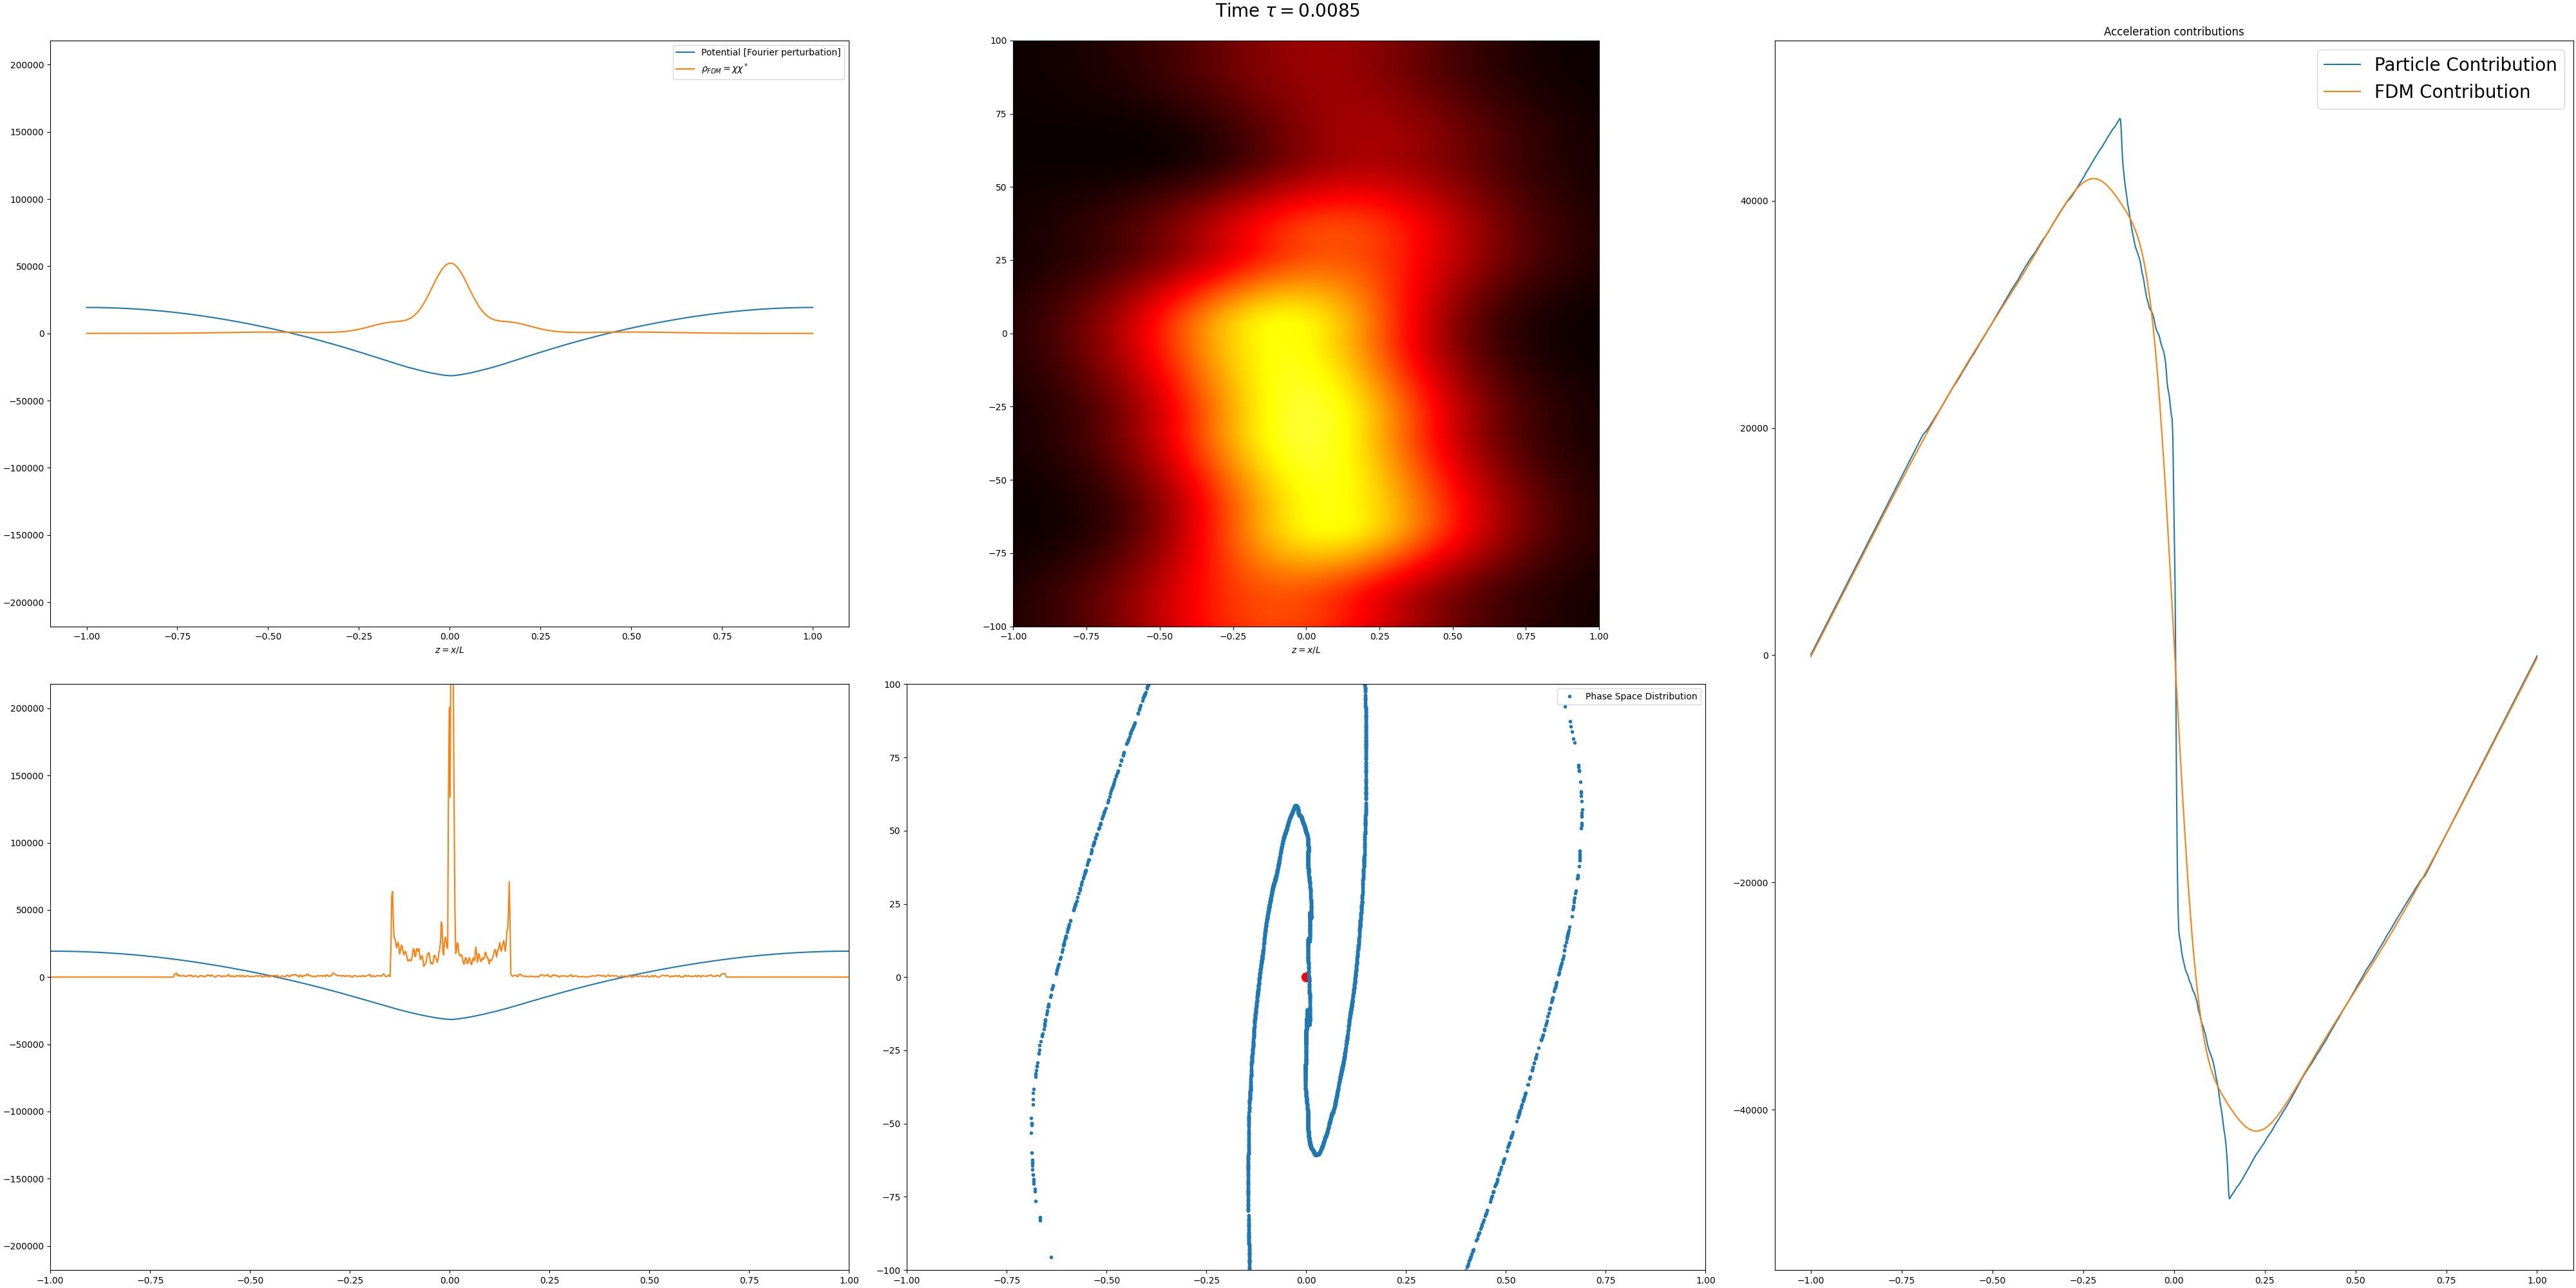 Time τ = 0.0085
Potential [Fourier perturbation]
ρ_FDM = χχ*
200000
150000
100000
50000
0
−50000
−100000
−150000
−200000
−1.00 −0.75 −0.50 −0.25 0.00 0.25 0.50 0.75 1.00
z = x/L
100
75
50
25
0
−25
−50
−75
−100
−1.00 −0.75 −0.50 −0.25 0.00 0.25 0.50 0.75 1.00
z = x/L
Acceleration contributions
Particle Contribution
FDM Contribution
40000
20000
0
−20000
−40000
−1.00 −0.75 −0.50 −0.25 0.00 0.25 0.50 0.75 1.00
200000
150000
100000
50000
0
−50000
−100000
−150000
−200000
−1.00 −0.75 −0.50 −0.25 0.00 0.25 0.50 0.75 1.00
Phase Space Distribution
100
75
50
25
0
−25
−50
−75
−100
−1.00 −0.75 −0.50 −0.25 0.00 0.25 0.50 0.75 1.00